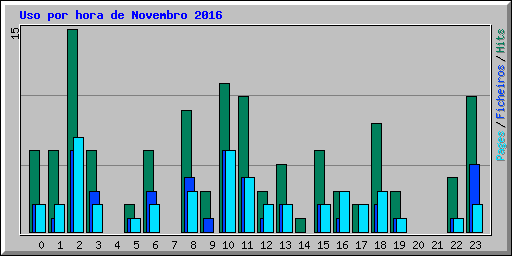 Uso por hora de Novembro 2016
15
Pages / Ficheiros / Hits
0 1 2 3 4 5 6 7 8 9 10 11 12 13 14 15 16 17 18 19 20 21 22 23